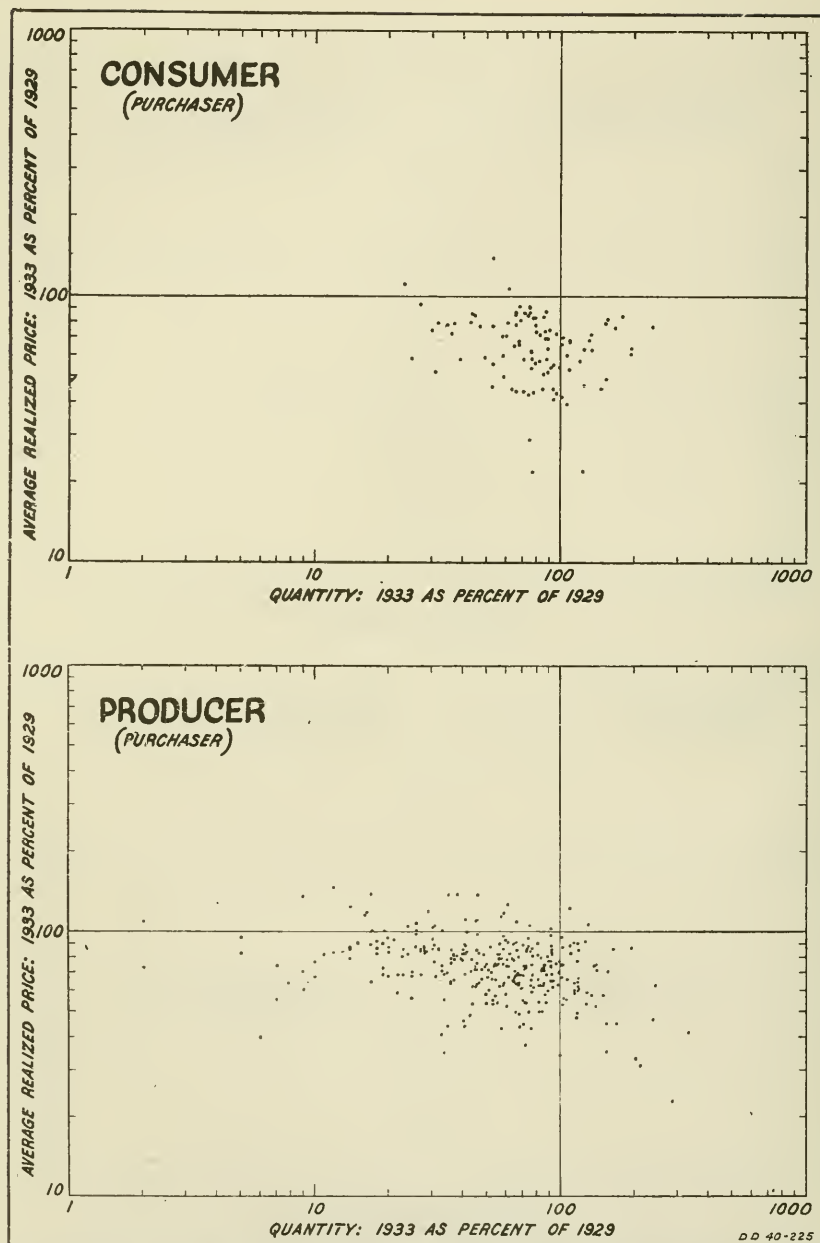 CONSUMER
(PURCHASER)
AVERAGE REALIZED PRICE: 1933 AS PERCENT OF 1929
1000
100
10
1
10
100
1000
QUANTITY: 1933 AS PERCENT OF 1929
PRODUCER
(PURCHASER)
AVERAGE REALIZED PRICE: 1933 AS PERCENT OF 1929
1000
100
10
1
10
100
1000
QUANTITY: 1933 AS PERCENT OF 1929
DD 40-225